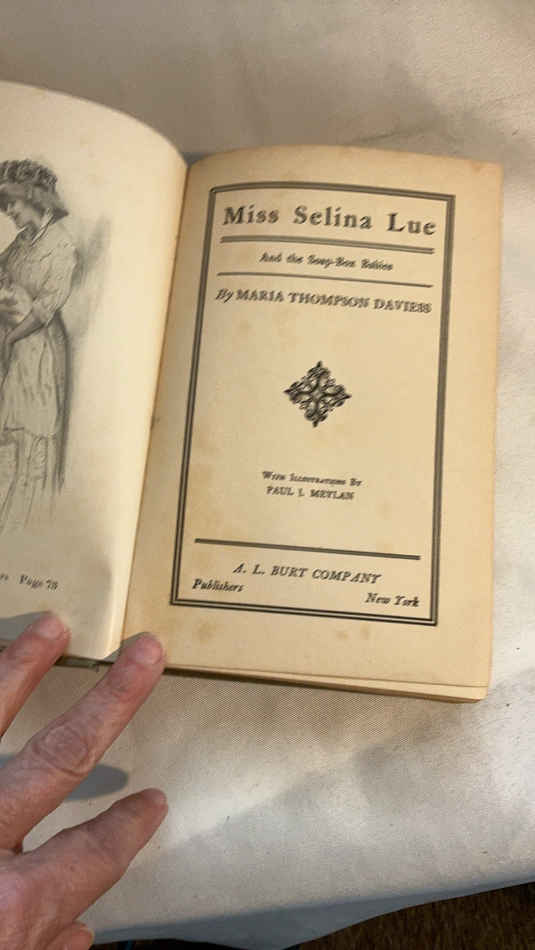 Page 78
Miss Selina Lue
And the Soap-Box Babies
By MARIA THOMPSON DAVIESS
WITH ILLUSTRATIONS BY
PAUL J. MEYLAN
A. L. BURT COMPANY
Publishers New York